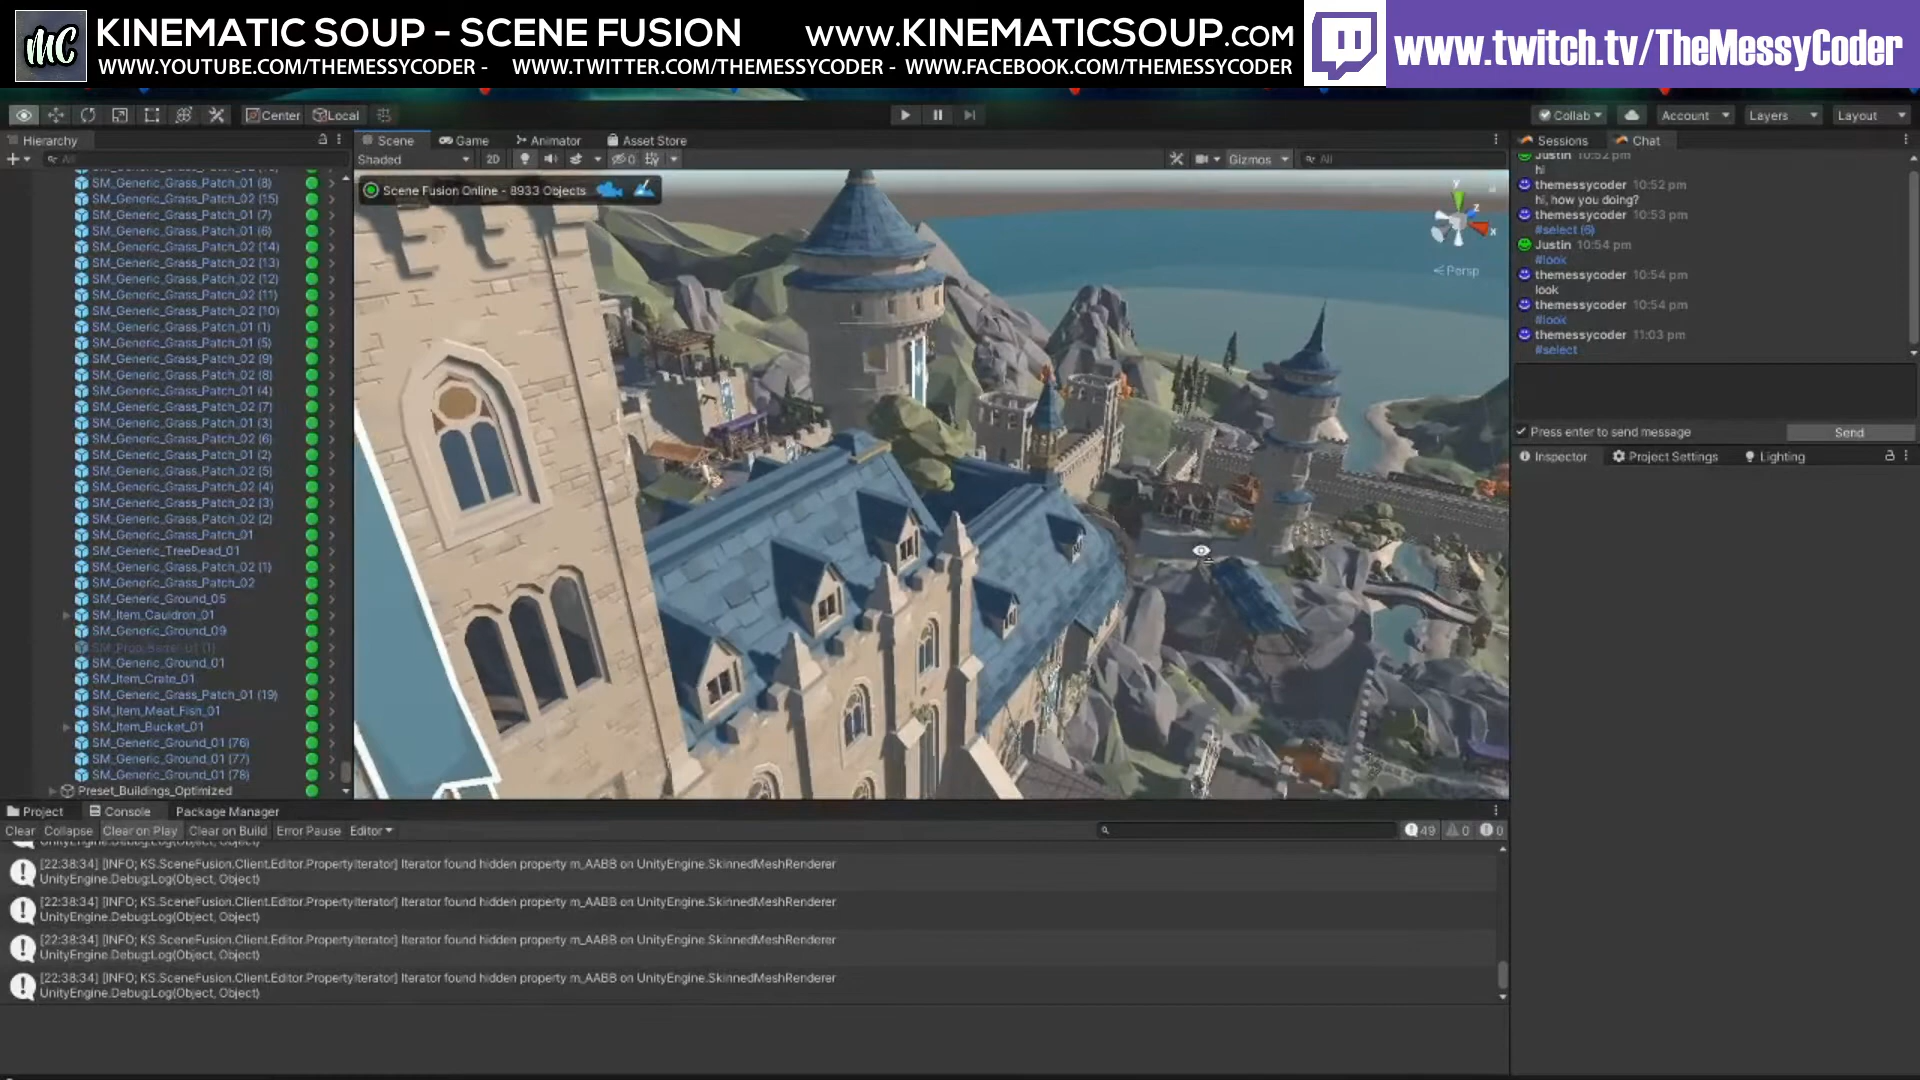 MC KINEMATIC SOUP - SCENE FUSION WWW.KINEMATICSOUP.COM
WWW.YOUTUBE.COM/THEMESSYCODER - WWW.TWITTER.COM/THEMESSYCODER - WWW.FACEBOOK.COM/THEMESSYCODER
www.twitch.tv/TheMessyCoder
Center Local
Collab Account Layers Layout
Hierarchy
All
SM_Generic_Grass_Patch_01 (8)
SM_Generic_Grass_Patch_02 (15)
SM_Generic_Grass_Patch_01 (7)
SM_Generic_Grass_Patch_01 (6)
SM_Generic_Grass_Patch_02 (14)
SM_Generic_Grass_Patch_02 (13)
SM_Generic_Grass_Patch_02 (12)
SM_Generic_Grass_Patch_02 (11)
SM_Generic_Grass_Patch_02 (10)
SM_Generic_Grass_Patch_01 (1)
SM_Generic_Grass_Patch_01 (5)
SM_Generic_Grass_Patch_02 (9)
SM_Generic_Grass_Patch_02 (8)
SM_Generic_Grass_Patch_01 (4)
SM_Generic_Grass_Patch_02 (7)
SM_Generic_Grass_Patch_01 (3)
SM_Generic_Grass_Patch_02 (6)
SM_Generic_Grass_Patch_01 (2)
SM_Generic_Grass_Patch_02 (5)
SM_Generic_Grass_Patch_02 (4)
SM_Generic_Grass_Patch_02 (3)
SM_Generic_Grass_Patch_02 (2)
SM_Generic_Grass_Patch_01
SM_Generic_TreeDead_01
SM_Generic_Grass_Patch_02 (1)
SM_Generic_Grass_Patch_02
SM_Generic_Ground_05
SM_Item_Cauldron_01
SM_Generic_Ground_09
SM_Generic_Ground_01
SM_Item_Crate_01
SM_Generic_Grass_Patch_01 (19)
SM_Item_Meat_Fish_01
SM_Item_Bucket_01
SM_Generic_Ground_01 (76)
SM_Generic_Ground_01 (77)
SM_Generic_Ground_01 (78)
Preset_Buildings_Optimized
Scene Game Animator Asset Store
Shaded 2D 0 Gizmos All
Scene Fusion Online - 8933 Objects
y
z
x
Persp
Sessions Chat
Justin 10:52 pm
hi
themessycoder 10:52 pm
hi, how you doing?
themessycoder 10:53 pm
#select (6)
Justin 10:54 pm
#look
themessycoder 10:54 pm
look
themessycoder 10:54 pm
#look
themessycoder 11:03 pm
#select
Press enter to send message Send
Inspector Project Settings Lighting
Project Console Package Manager
Clear Collapse Clear on Play Clear on Build Error Pause Editor 49 0 0
UnityEngine.Debug:Log(Object, Object)
[22:38:34] [INFO; KS.SceneFusion.Client.Editor.PropertyIterator] Iterator found hidden property m_AABB on UnityEngine.SkinnedMeshRenderer
UnityEngine.Debug:Log(Object, Object)
[22:38:34] [INFO; KS.SceneFusion.Client.Editor.PropertyIterator] Iterator found hidden property m_AABB on UnityEngine.SkinnedMeshRenderer
UnityEngine.Debug:Log(Object, Object)
[22:38:34] [INFO; KS.SceneFusion.Client.Editor.PropertyIterator] Iterator found hidden property m_AABB on UnityEngine.SkinnedMeshRenderer
UnityEngine.Debug:Log(Object, Object)
[22:38:34] [INFO; KS.SceneFusion.Client.Editor.PropertyIterator] Iterator found hidden property m_AABB on UnityEngine.SkinnedMeshRenderer
UnityEngine.Debug:Log(Object, Object)